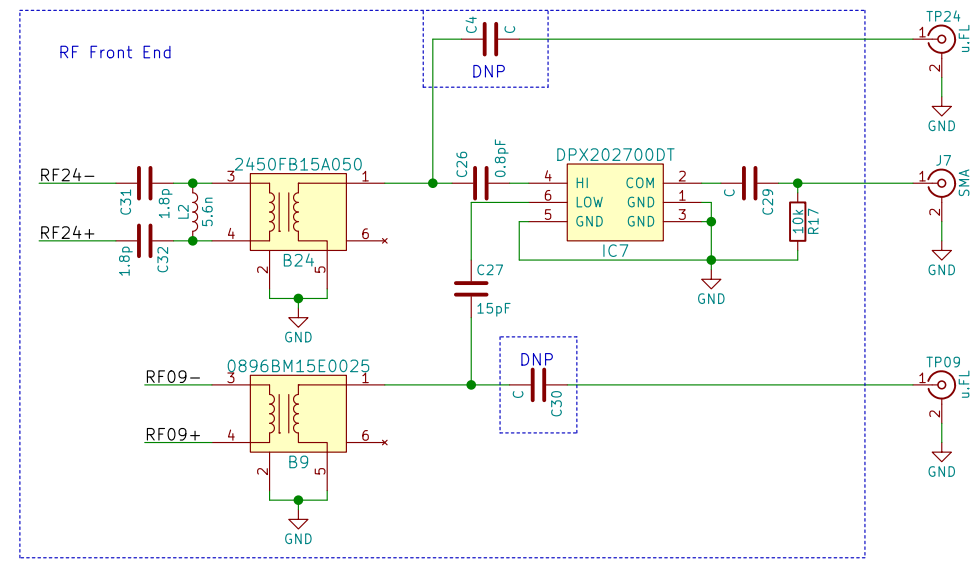 TP24
C4
C
1
u.FL
RF Front End
DNP
2
GND
2450FB15A050
C26
0.8pF
DPX202700DT
J7
RF24-
3
1
4
HI
COM
2
C
C29
1
SMA
C31
1.8p
L2
5.6n
6
LOW
GND
1
10k
R17
5
GND
GND
3
2
RF24+
4
6
1.8p
C32
B24
IC7
GND
2
5
C27
GND
15pF
GND
DNP
TP09
0896BM15E0025
RF09-
3
1
C
C30
1
u.FL
2
RF09+
4
6
B9
GND
2
5
GND